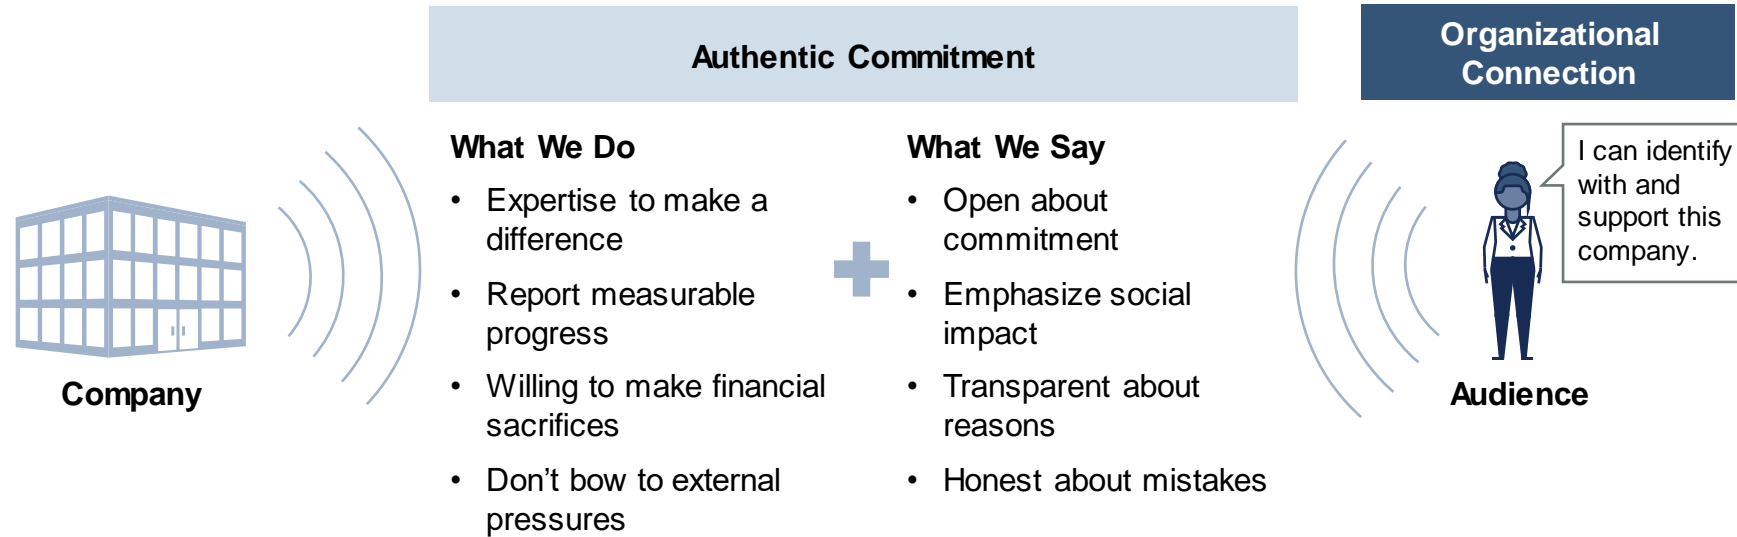 Authentic Commitment
Organizational
Connection
Company
What We Do
• Expertise to make a
difference
• Report measurable
progress
• Willing to make financial
sacrifices
• Don’t bow to external
pressures
What We Say
• Open about
commitment
• Emphasize social
impact
• Transparent about
reasons
• Honest about mistakes
I can identify
with and
support this
company.
Audience